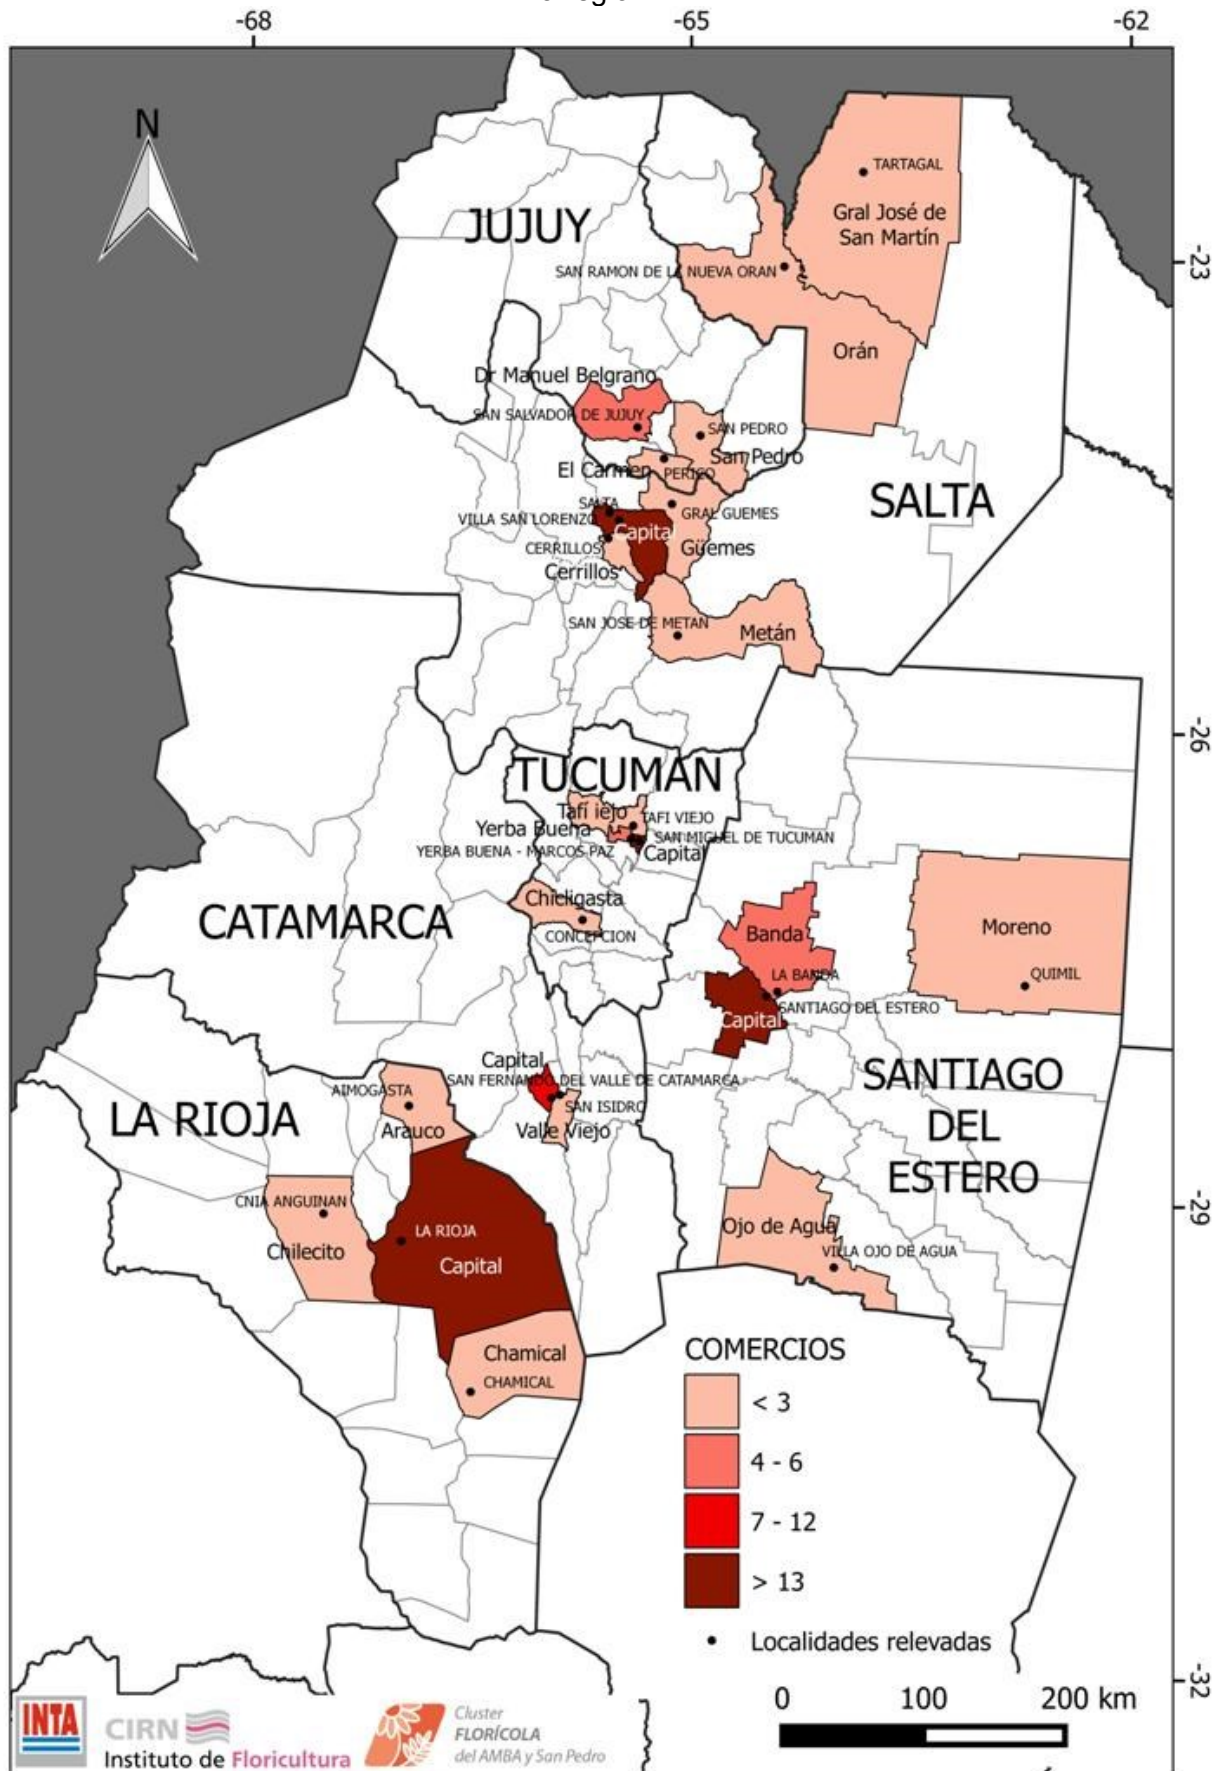 -68
-65
-62
N
TARTAGAL
JUJUY
Gral José de
San Martín
SAN RAMON DE LA NUEVA ORAN
-23
Orán
Dr Manuel Belgrano
SAN SALVADOR DE JUJUY
SAN PEDRO
San Pedro
El Carmen
PERICO
SALTA
SALTA
GRAL GUEMES
VILLA SAN LORENZO
Capital
CERRILLOS
Güemes
Cerrillos
SAN JOSE DE METAN
Metán
-26
TUCUMÁN
Tafí iejo
TAFI VIEJO
Yerba Buena
SAN MIGUEL DE TUCUMAN
YERBA BUENA - MARCOS PAZ
Capital
Chicligasta
CATAMARCA
CONCEPCION
Banda
Moreno
LA BANDA
QUIMIL
SANTIAGO DEL ESTERO
Capital
Capital
SAN FERNANDO DEL VALLE DE CATAMARCA
SANTIAGO
DEL
ESTERO
AIMOGASTA
SAN ISIDRO
LA RIOJA
Arauco
Valle Viejo
CNIA ANGUINAN
-29
LA RIOJA
Ojo de Agua
Chilecito
VILLA OJO DE AGUA
Capital
COMERCIOS
Chamical
CHAMICAL
< 3
4 - 6
7 - 12
> 13
Localidades relevadas
-32
0 100 200 km
INTA
CIRN
Instituto de Floricultura
Cluster
FLORÍCOLA
del AMBA y San Pedro